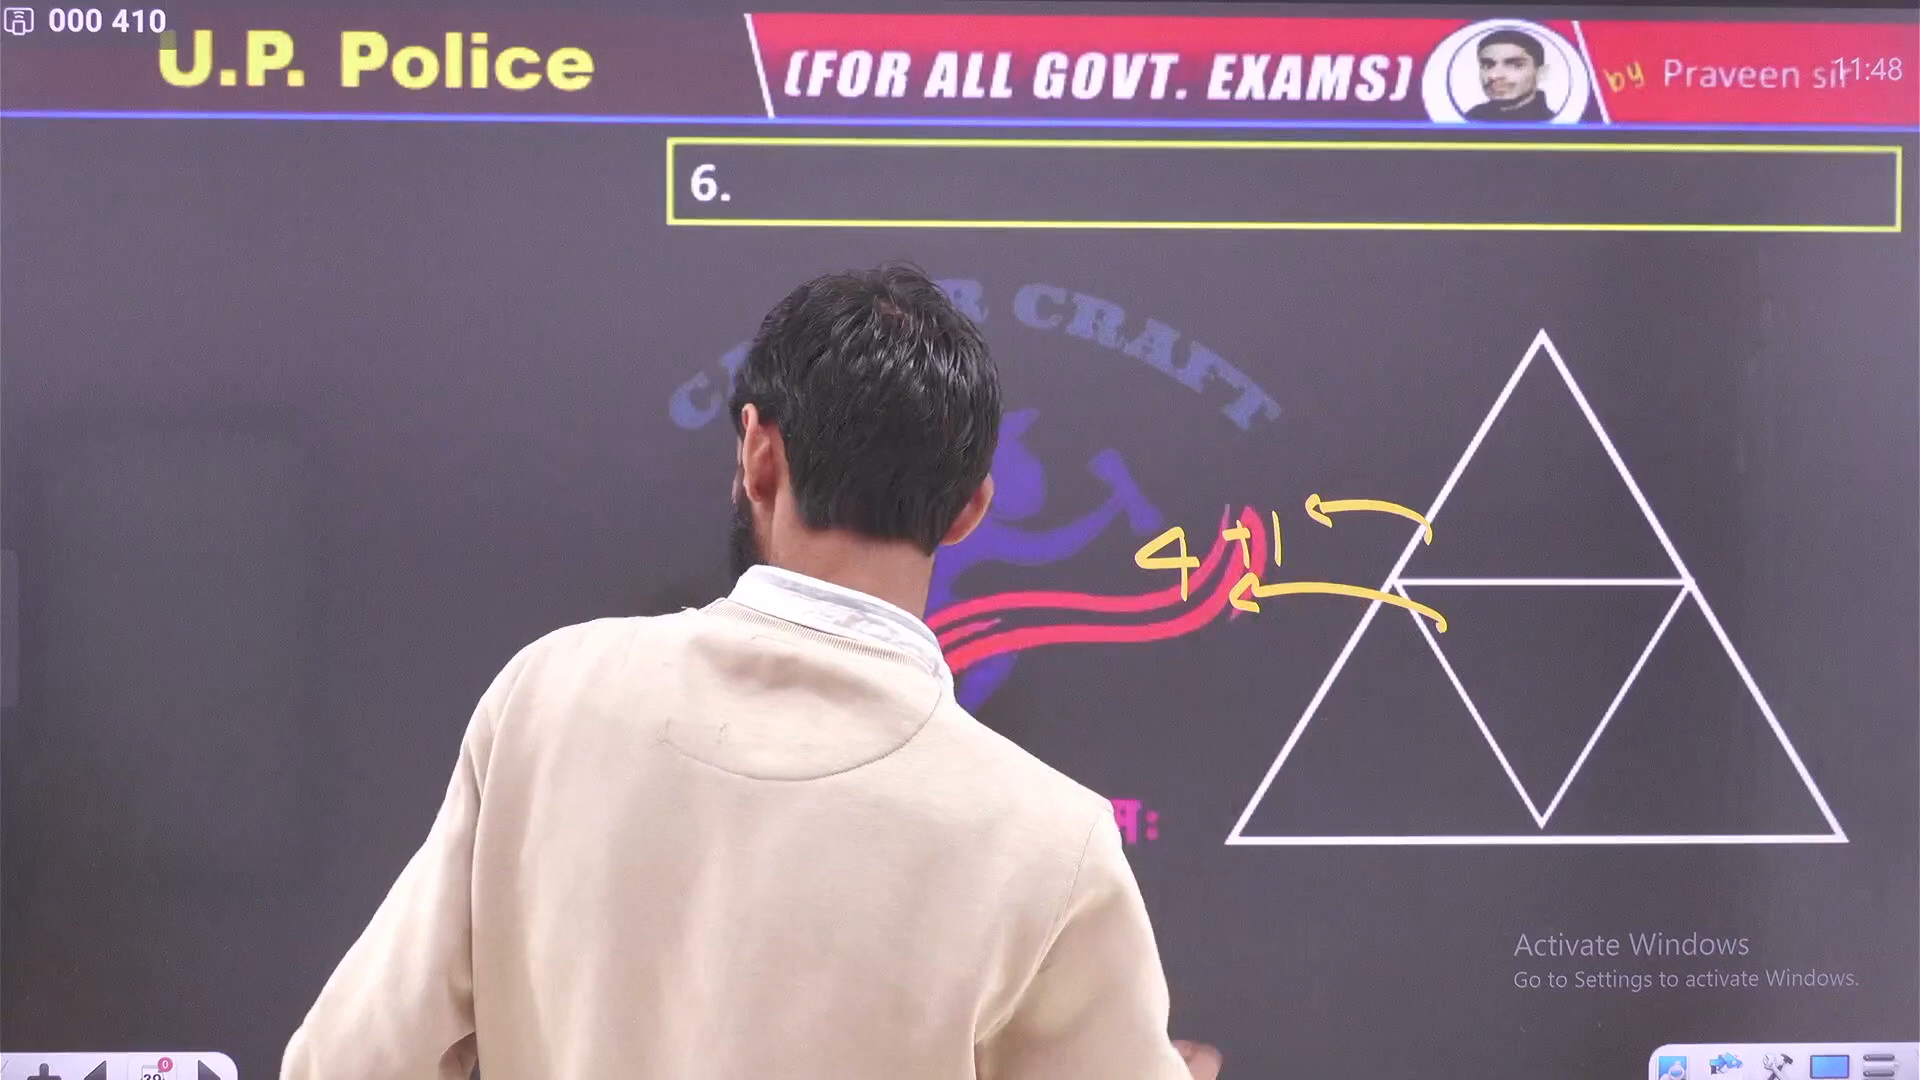 000 410
U.P. Police
(FOR ALL GOVT. EXAMS)
by Praveen sir
11:48
6.
CRAFT
4+1
Activate Windows
Go to Settings to activate Windows.
0